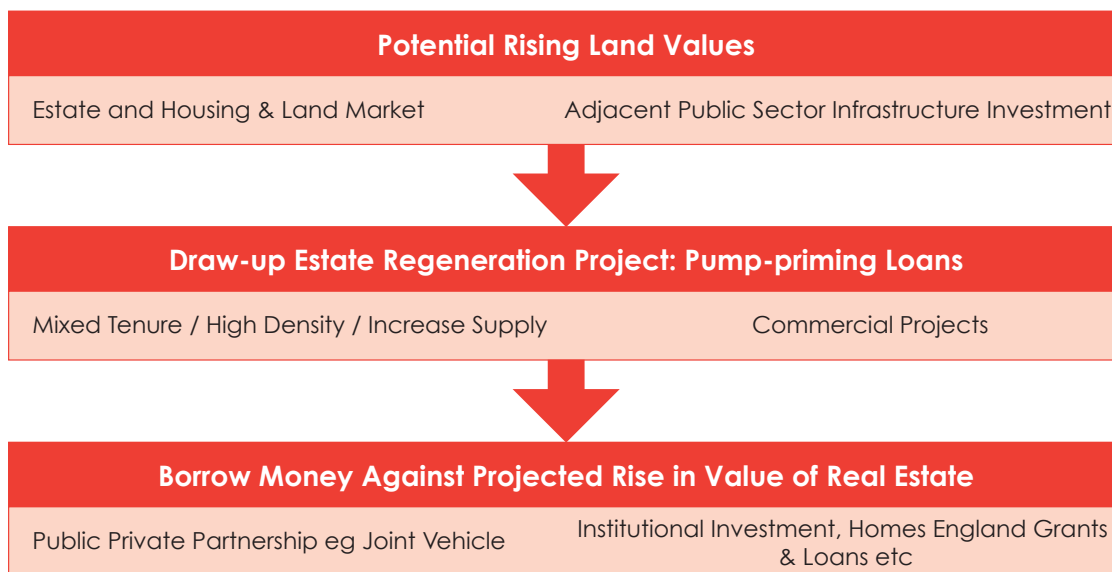 Potential Rising Land Values
Estate and Housing & Land Market
Adjacent Public Sector Infrastructure Investment
Draw-up Estate Regeneration Project: Pump-priming Loans
Mixed Tenure / High Density / Increase Supply
Commercial Projects
Borrow Money Against Projected Rise in Value of Real Estate
Public Private Partnership eg Joint Vehicle
Institutional Investment, Homes England Grants
& Loans etc